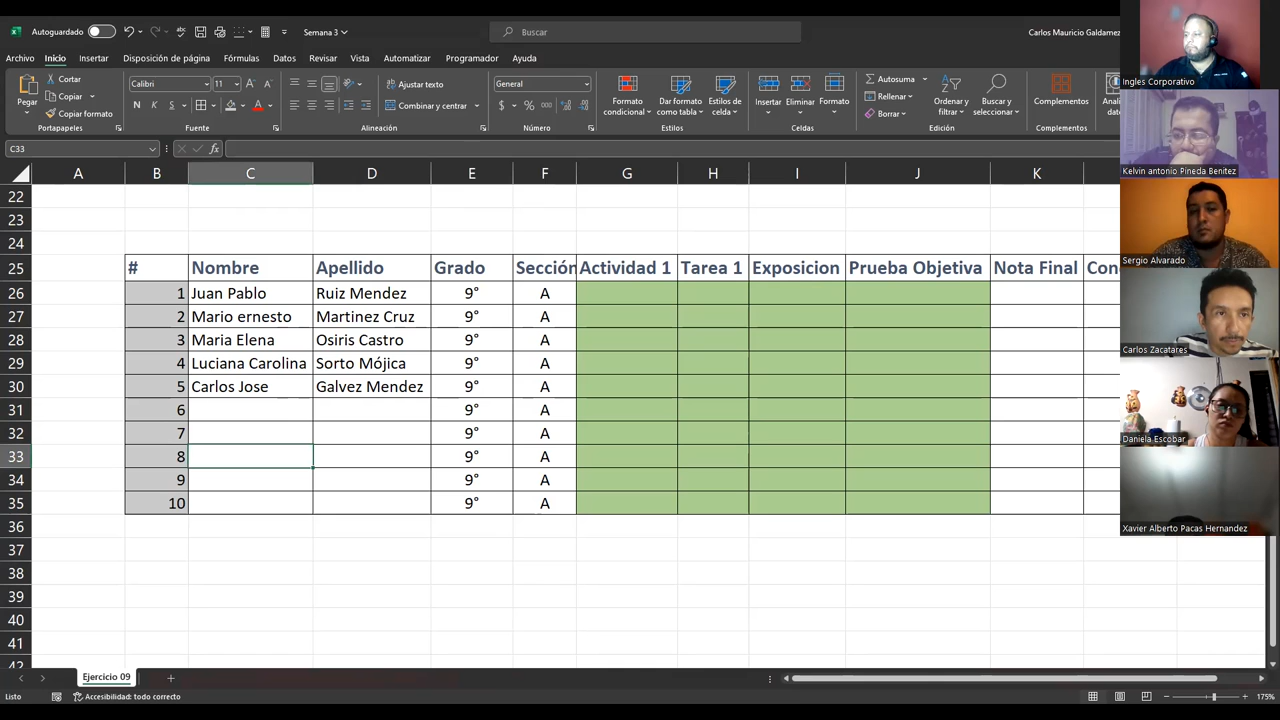 Autoguardado Semana 3 Buscar Carlos Mauricio Galdamez
Archivo Inicio Insertar Disposición de página Fórmulas Datos Revisar Vista Automatizar Programador Ayuda
Pegar Cortar Copiar Copiar formato Portapapeles
Calibri 11 N K S Fuente
Ajustar texto Combinar y centrar Alineación
General $ % 000 Número
Formato condicional Dar formato como tabla Estilos de celda Estilos
Insertar Eliminar Formato Celdas
Autosuma Rellenar Borrar Ordenar y filtrar Buscar y seleccionar Edición
Complementos Complementos
C33 fx
A B C D E F G H I J K
22
23
24
25 # Nombre Apellido Grado Sección Actividad 1 Tarea 1 Exposicion Prueba Objetiva Nota Final
26 1 Juan Pablo Ruiz Mendez 9° A
27 2 Mario ernesto Martinez Cruz 9° A
28 3 Maria Elena Osiris Castro 9° A
29 4 Luciana Carolina Sorto Mójica 9° A
30 5 Carlos Jose Galvez Mendez 9° A
31 6 9° A
32 7 9° A
33 8 9° A
34 9 9° A
35 10 9° A
36
37
38
39
40
41
42
Ejercicio 09
Listo Accesibilidad: todo correcto 175%
Ingles Corporativo
Kelvin antonio Pineda Benitez
Sergio Alvarado
Carlos Zacatares
Daniela Escobar
Xavier Alberto Pacas Hernandez